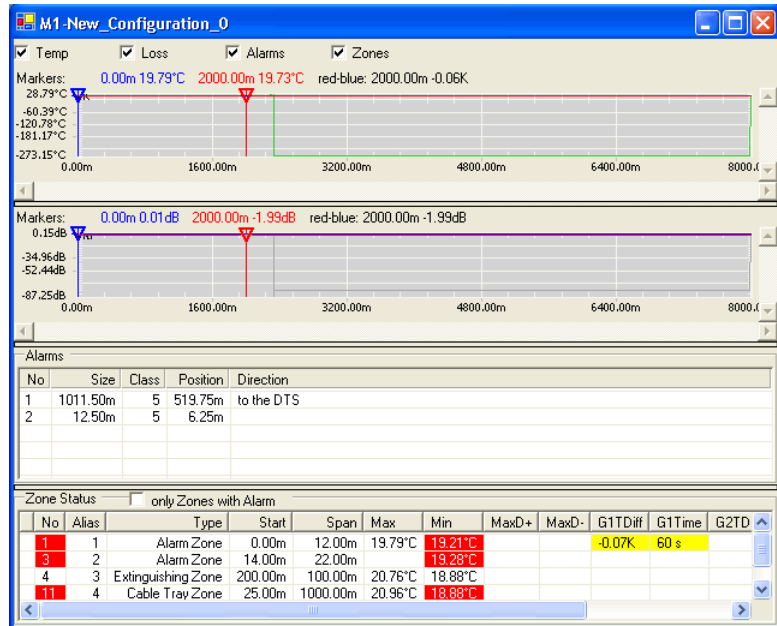 M1-New_Configuration_0
Temp Loss Alarms Zones
Markers: 0.00m 19.79°C 2000.00m 19.73°C red-blue: 2000.00m -0.06K
28.79°C
-60.39°C
-120.78°C
-181.17°C
-273.15°C
0.00m 1600.00m 3200.00m 4800.00m 6400.00m 8000.0
Markers: 0.00m 0.01dB 2000.00m -1.99dB red-blue: 2000.00m -1.99dB
0.15dB
-34.96dB
-52.44dB
-87.25dB
0.00m 1600.00m 3200.00m 4800.00m 6400.00m 8000.0
Alarms
No Size Class Position Direction
1 1011.50m 5 519.75m to the DTS
2 12.50m 5 6.25m
Zone Status only Zones with Alarm
No Alias Type Start Span Max Min MaxD+ MaxD- G1TDiff G1Time G2TD
1 1 Alarm Zone 0.00m 12.00m 19.79°C 19.21°C -0.07K 60 s
3 2 Alarm Zone 14.00m 22.00m 19.28°C
4 3 Extinguishing Zone 200.00m 100.00m 20.76°C 18.88°C
11 4 Cable Tray Zone 25.00m 1000.00m 20.96°C 18.88°C